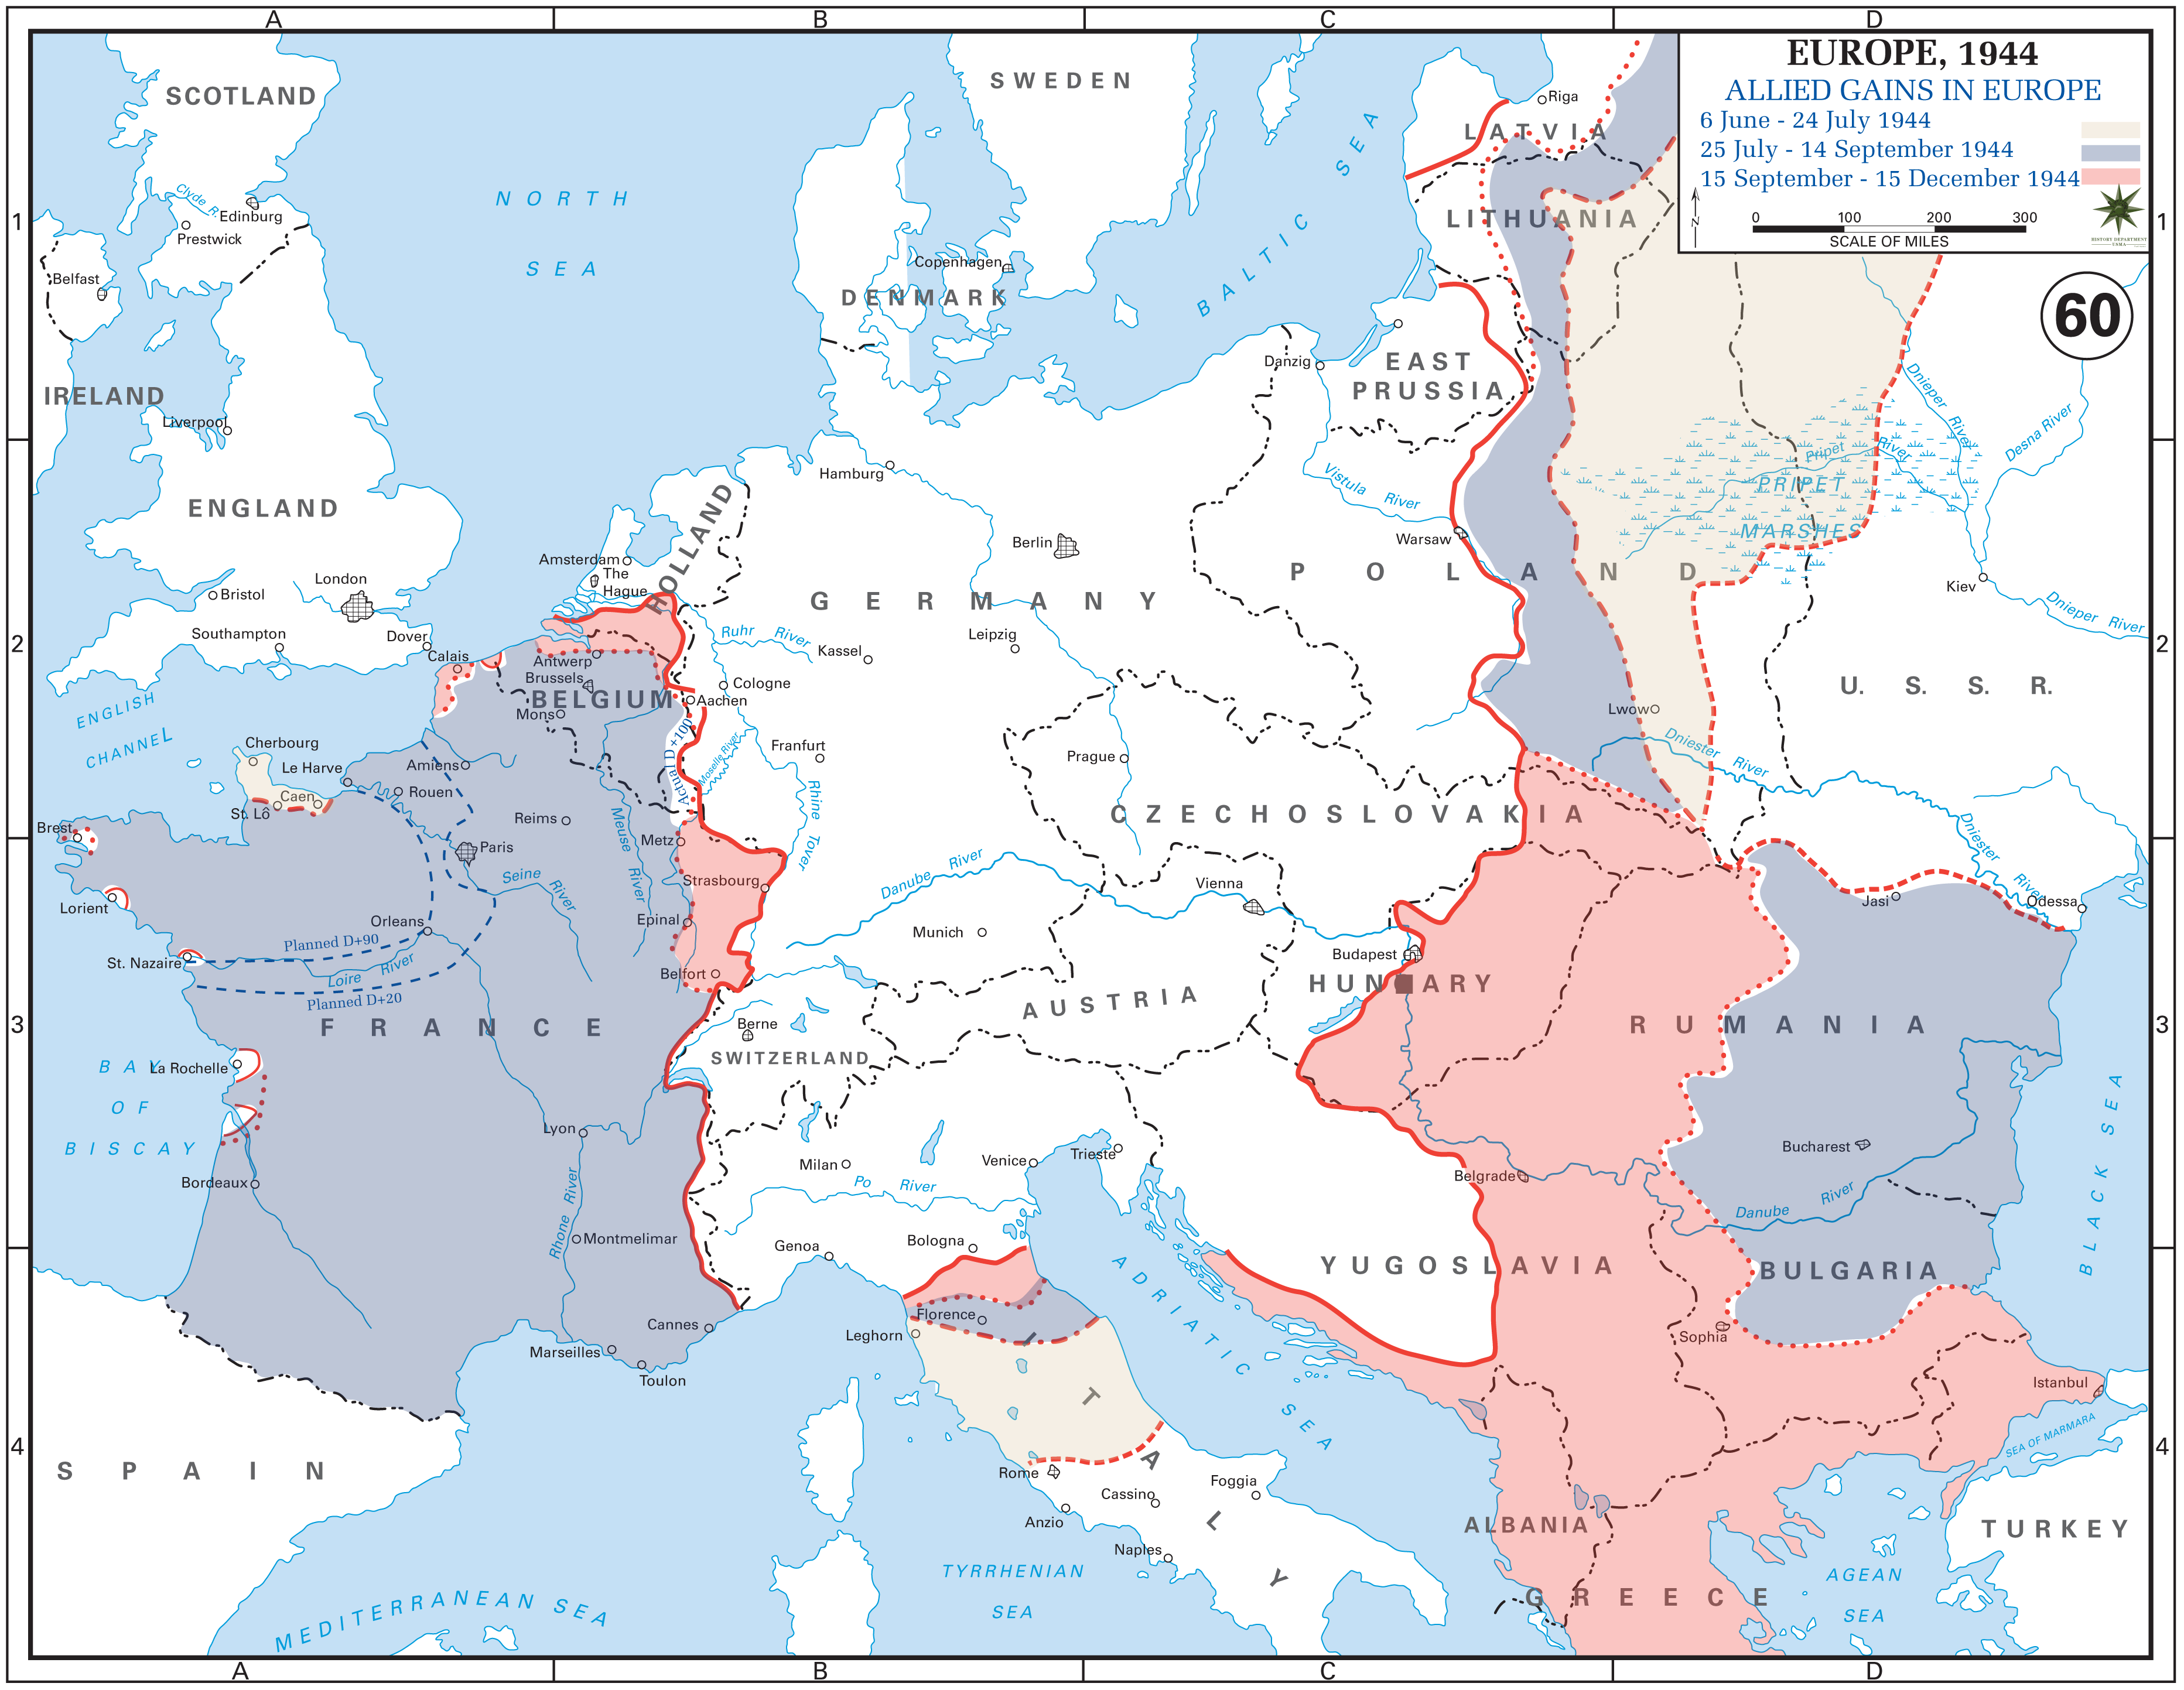 A
B
C
D
EUROPE, 1944
ALLIED GAINS IN EUROPE
6 June - 24 July 1944
25 July - 14 September 1944
15 September - 15 December 1944
N
0 100 200 300
SCALE OF MILES
HISTORY DEPARTMENT
USMA
60
1
1
2
2
3
3
4
4
SCOTLAND
Clyde R.
Edinburg
Prestwick
Belfast
IRELAND
Liverpool
ENGLAND
Bristol
London
Southampton
Dover
NORTH
SEA
SWEDEN
Copenhagen
DENMARK
BALTIC SEA
Riga
LATVIA
LITHUANIA
Danzig
EAST
PRUSSIA
Hamburg
Vistula River
Warsaw
POLAND
Dnieper River
Desna River
Pripet River
PRIPET
MARSHES
Kiev
Dnieper River
U. S. S. R.
Amsterdam
The
Hague
HOLLAND
Berlin
GERMANY
Ruhr River
Leipzig
Kassel
Calais
Antwerp
Brussels
BELGIUM
Mons
Cologne
Aachen
Actual D+100
Moselle River
Franfurt
Rhine Tover
Prague
CZECHOSLOVAKIA
Lwow
Dniester River
Dniester River
Odessa
Jasi
ENGLISH
CHANNEL
Cherbourg
Le Harve
Caen
St. Lô
Amiens
Rouen
Reims
Meuse River
Metz
Brest
Paris
Seine River
Strasbourg
Lorient
Orleans
Epinal
Planned D+90
St. Nazaire
Loire River
Planned D+20
Belfort
FRANCE
Danube River
Vienna
Munich
Budapest
HUNGARY
AUSTRIA
Berne
SWITZERLAND
RUMANIA
BAY
OF
BISCAY
La Rochelle
Bordeaux
Lyon
Rhone River
Montmelimar
Milan
Venice
Trieste
Po River
Genoa
Bologna
Belgrade
Bucharest
Danube River
BLACK SEA
YUGOSLAVIA
BULGARIA
Florence
Leghorn
Cannes
Marseilles
Toulon
ADRIATIC SEA
Sophia
Istanbul
SEA OF MARMARA
SPAIN
ITALY
Rome
Cassino
Foggia
Anzio
Naples
ALBANIA
GREECE
TURKEY
TYRRHENIAN
SEA
AGEAN
SEA
MEDITERRANEAN SEA
A
B
C
D